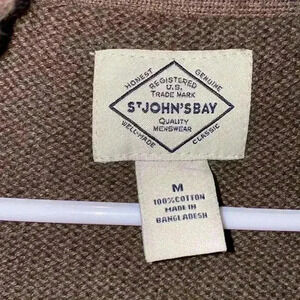 HONEST
GENUINE
REGISTERED
U.S.
TRADE MARK
ST JOHN'S BAY
QUALITY
MENSWEAR
WELL-MADE
CLASSIC
M
100% COTTON
MADE IN
BANGLADESH